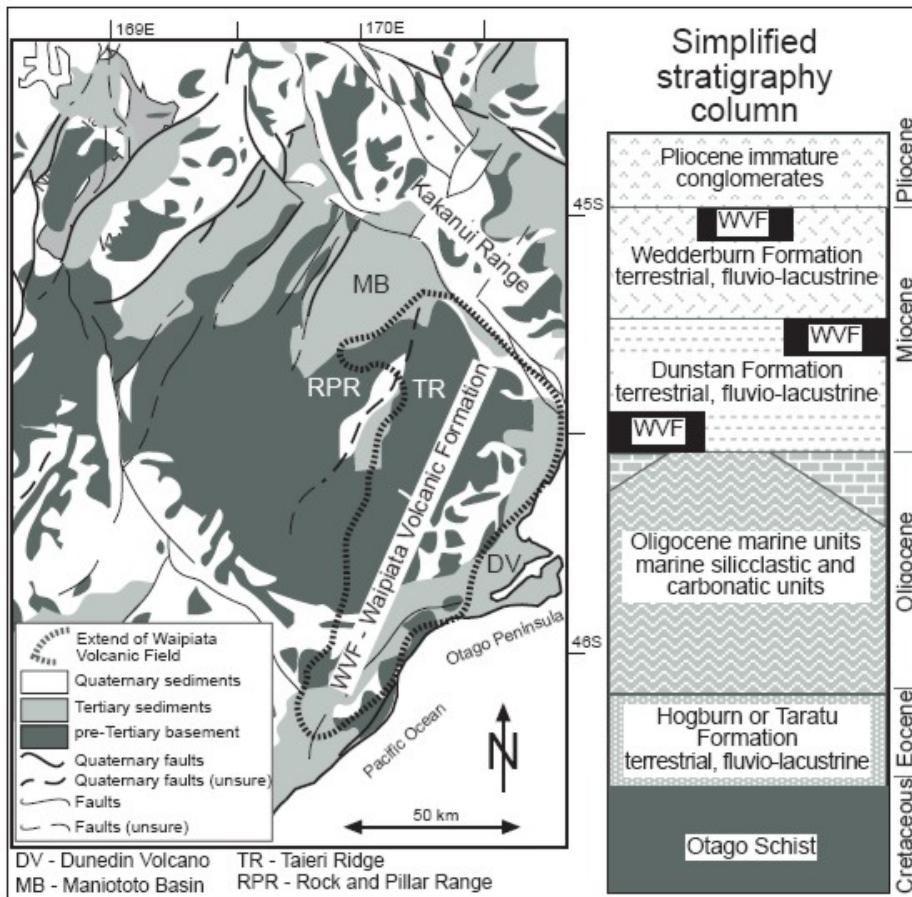 169E
170E
45S
46S
Kakanui Range
MB
RPR
TR
WVF - Waipiata Volcanic Formation
DV
Otago Peninsula
Pacific Ocean
N
50 km
Extend of Waipiata
Volcanic Field
Quaternary sediments
Tertiary sediments
pre-Tertiary basement
Quaternary faults
Quaternary faults (unsure)
Faults
Faults (unsure)
DV - Dunedin Volcano
TR - Taieri Ridge
MB - Maniototo Basin
RPR - Rock and Pillar Range
Simplified
stratigraphy
column
Pliocene immature
conglomerates
WVF
Wedderburn Formation
terrestrial, fluvio-lacustrine
WVF
Dunstan Formation
terrestrial, fluvio-lacustrine
WVF
Oligocene marine units
marine silicclastic and
carbonatic units
Hogburn or Taratu
Formation
terrestrial, fluvio-lacustrine
Otago Schist
Pliocene
Miocene
Oligocene
Eocene
Cretaceous